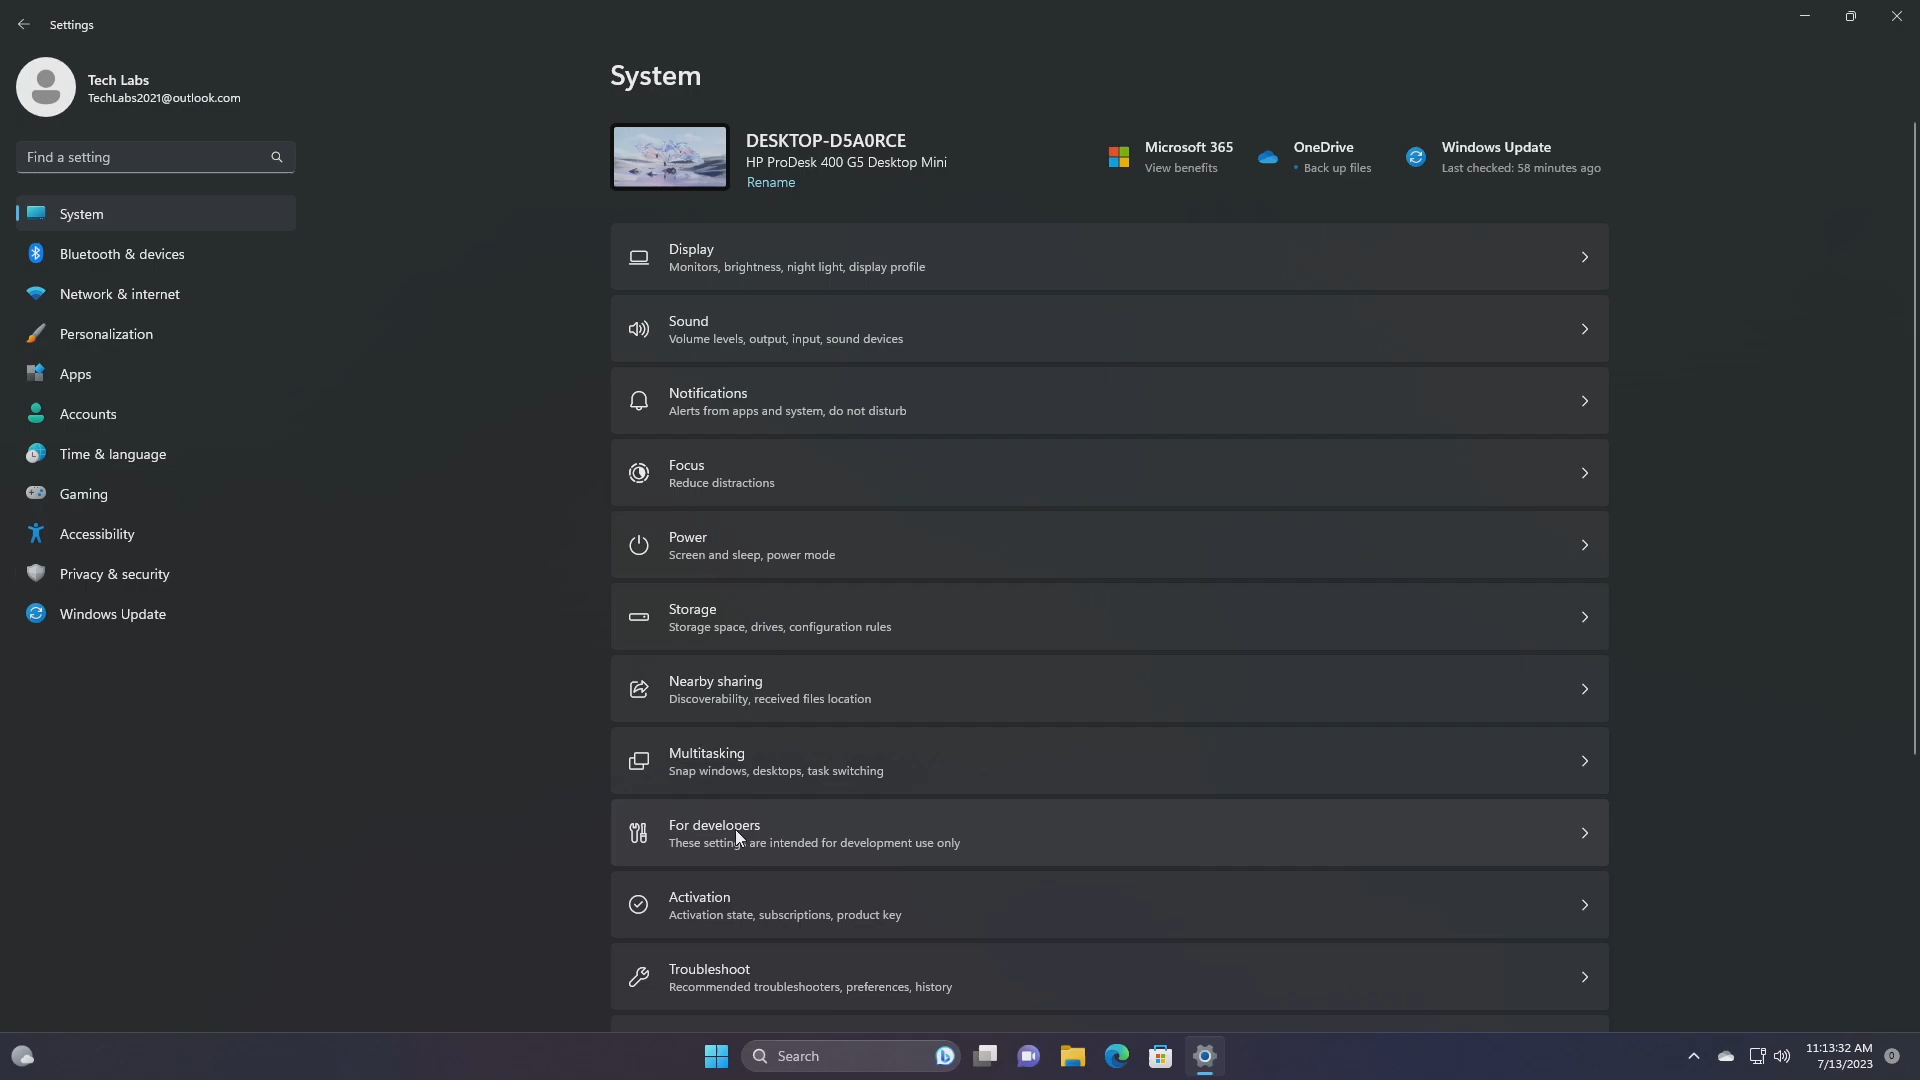 Settings
Tech Labs
TechLabs2021@outlook.com
Find a setting
System
Bluetooth & devices
Network & internet
Personalization
Apps
Accounts
Time & language
Gaming
Accessibility
Privacy & security
Windows Update
System
DESKTOP-D5A0RCE
HP ProDesk 400 G5 Desktop Mini
Rename
Microsoft 365
View benefits
OneDrive
• Back up files
Windows Update
Last checked: 58 minutes ago
Display
Monitors, brightness, night light, display profile
Sound
Volume levels, output, input, sound devices
Notifications
Alerts from apps and system, do not disturb
Focus
Reduce distractions
Power
Screen and sleep, power mode
Storage
Storage space, drives, configuration rules
Nearby sharing
Discoverability, received files location
Multitasking
Snap windows, desktops, task switching
For developers
These settings are intended for development use only
Activation
Activation state, subscriptions, product key
Troubleshoot
Recommended troubleshooters, preferences, history
Search
11:13:32 AM
7/13/2023
0